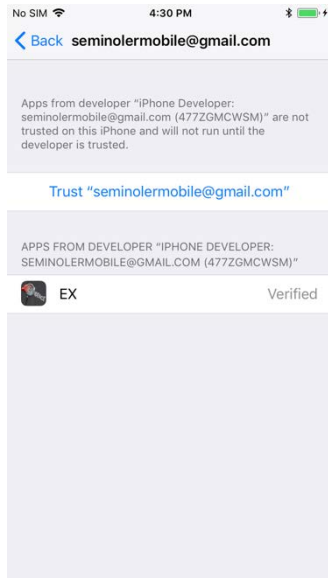 No SIM 4:30 PM
Back seminolermobile@gmail.com
Apps from developer “iPhone Developer:
seminolermobile@gmail.com (477ZGMCWSM)” are not
trusted on this iPhone and will not run until the
developer is trusted.
Trust “seminolermobile@gmail.com”
APPS FROM DEVELOPER “IPHONE DEVELOPER:
SEMINOLERMOBILE@GMAIL.COM (477ZGMCWSM)”
EX Verified